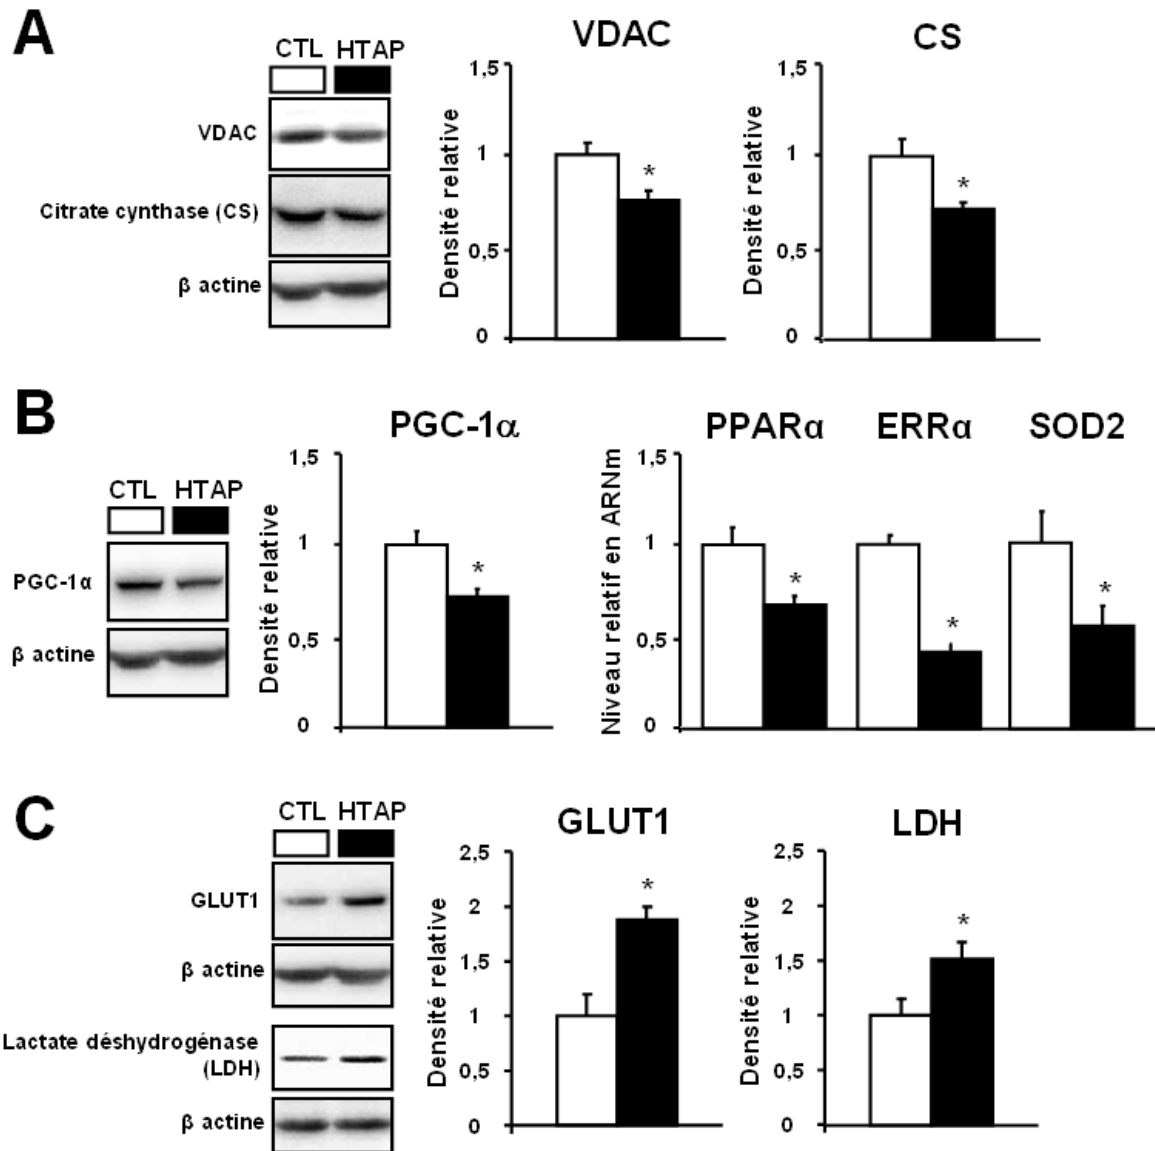 A
CTL HTAP
VDAC
Citrate cynthase (CS)
β actine
VDAC
Densité relative
1,5
1
0,5
0
*
CS
Densité relative
1,5
1
0,5
0
*
B
CTL HTAP
PGC-1α
β actine
PGC-1α
Densité relative
1,5
1
0,5
0
*
PPARα ERRα SOD2
Niveau relatif en ARNm
1,5
1
0,5
0
*
*
*
C
CTL HTAP
GLUT1
β actine
Lactate déshydrogénase
(LDH)
β actine
GLUT1
Densité relative
2,5
2
1,5
1
0,5
0
*
LDH
Densité relative
2,5
2
1,5
1
0,5
0
*